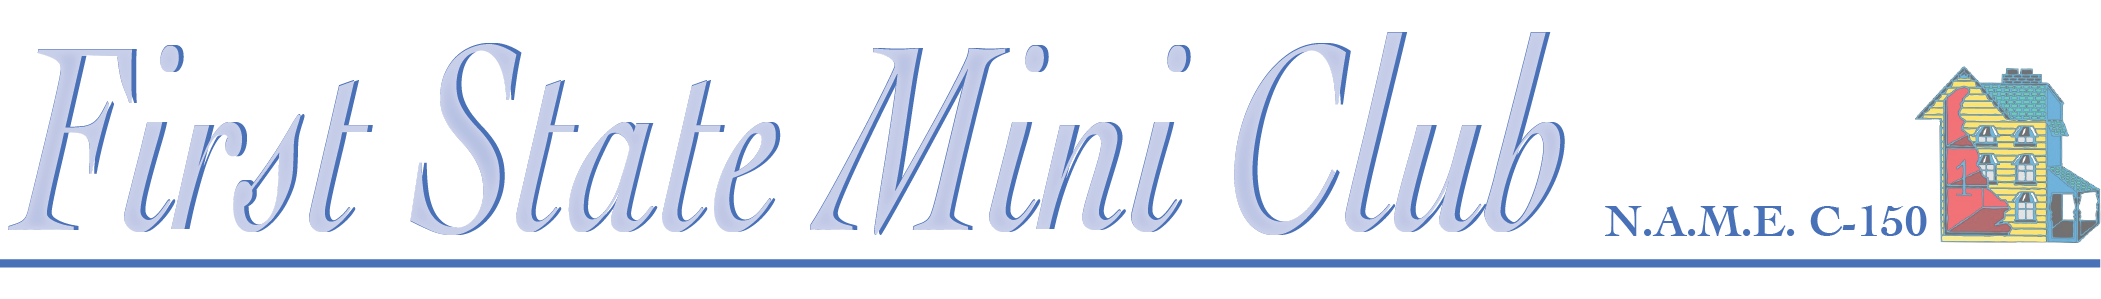 First State Mini Club
N.A.M.E. C-150